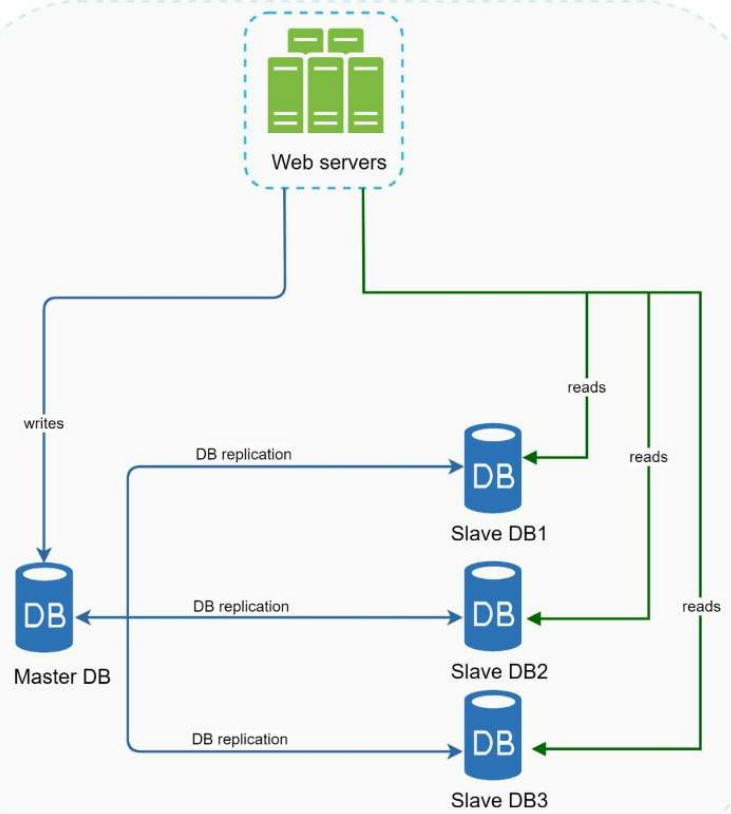 Web servers
writes
reads
reads
reads
DB replication
DB
Slave DB1
DB
Master DB
DB replication
DB
Slave DB2
DB replication
DB
Slave DB3